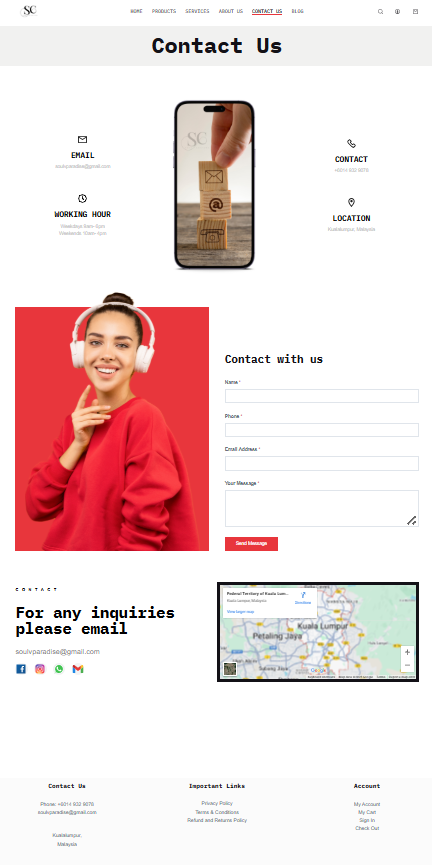 SC
HOME PRODUCTS SERVICES ABOUT US CONTACT US BLOG
Contact Us
EMAIL
soulvparadise@gmail.com
WORKING HOUR
Weekdays 8am-5pm
Weekends 10am-4pm
SC
@
CONTACT
+6014 932 9878
LOCATION
Kualalumpur, Malaysia
Contact with us
Name *
Phone *
Email Address *
Your Message *
Send Message
CONTACT
For any inquiries
please email
soulvparadise@gmail.com
Federal Territory of Kuala Lum...
Kuala Lumpur, Malaysia
Directions
View larger map
Kuala Lumpur
Petaling Jaya
Contact Us
Phone: +6014 932 9878
soulvparadise@gmail.com
Kualalumpur,
Malaysia
Important Links
Privacy Policy
Terms & Conditions
Refund and Returns Policy
Account
My Account
My Cart
Sign In
Check Out